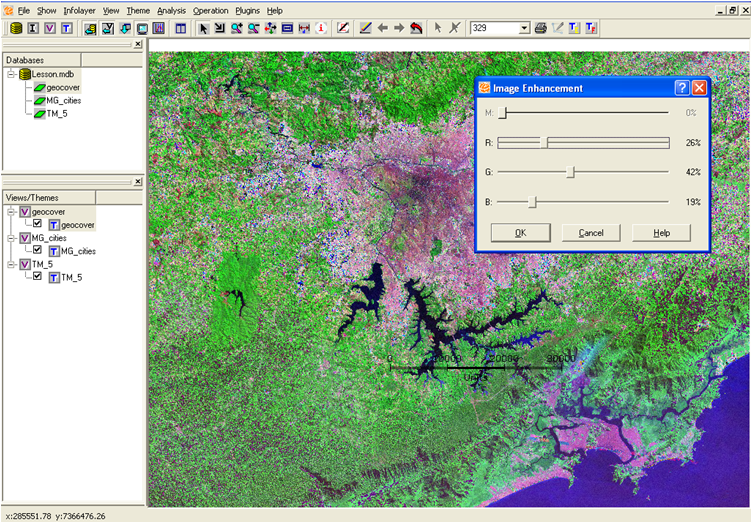 File Show Infolayer View Theme Analysis Operation Plugins Help
329
Databases
Lesson.mdb
geocover
MG_cities
TM_5
Views/Themes
geocover
geocover
MG_cities
MG_cities
TM_5
TM_5
Image Enhancement
M: 0%
R: 26%
G: 42%
B: 19%
OK Cancel Help
0 10000 20000 30000
x:285551.78 y:7366476.26